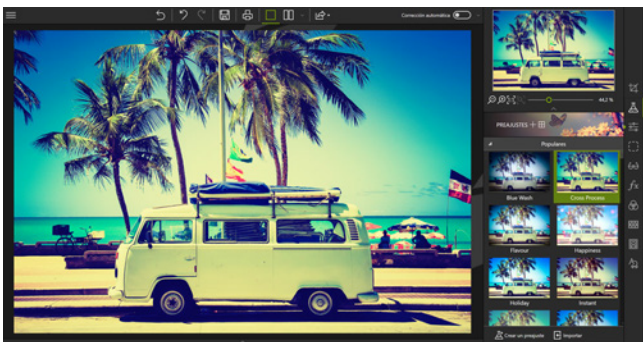 Corrección automática
44,2 %
PREAJUSTES
Populares
Blue Wash
Cross Process
Flavour
Happiness
Holiday
Instant
Crear un preajuste
Importar